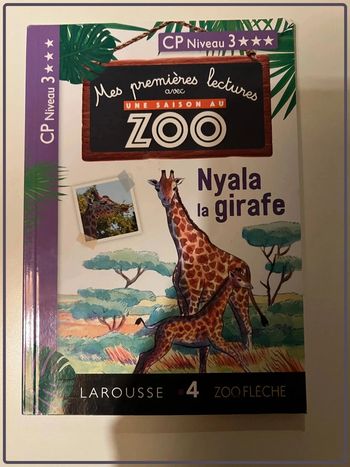 CP Niveau 3 ★★★
CP Niveau 3 ★★★
Mes premières lectures
avec
UNE SAISON AU
ZOO
Nyala
la girafe
LAROUSSE
4
ZOO FLÈCHE